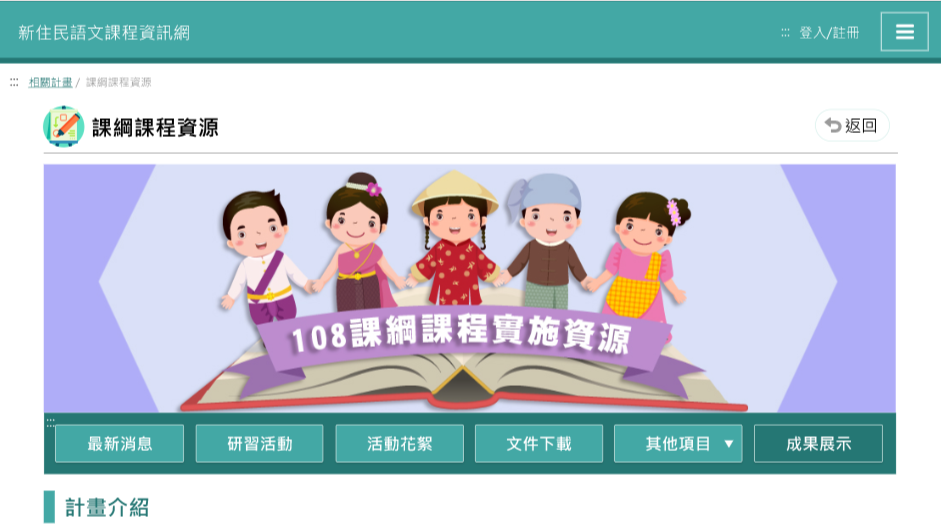 新住民語文課程資訊網
::: 登入/註冊
::: 相關計畫 / 課綱課程資源
課綱課程資源
返回
108課綱課程實施資源
:::
最新消息 研習活動 活動花絮 文件下載 其他項目 ▼ 成果展示
計畫介紹